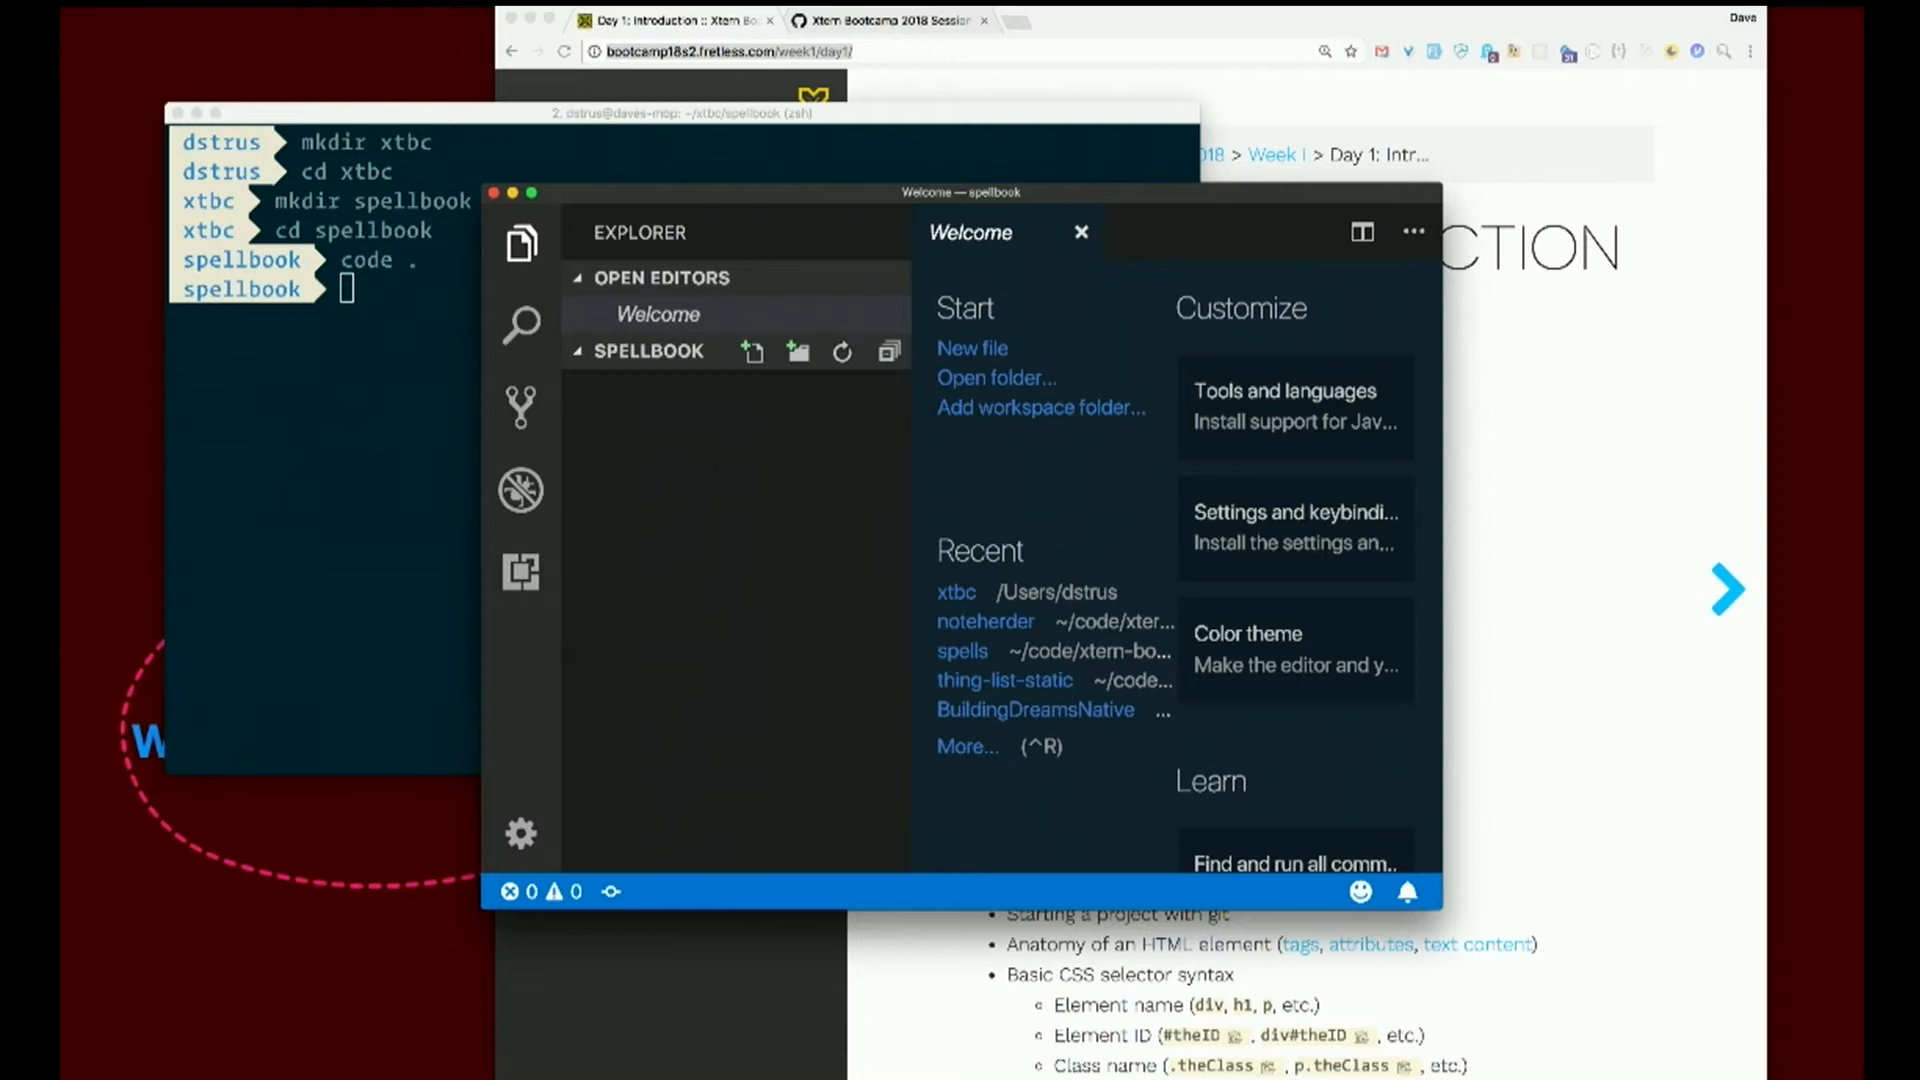 Day 1: Introduction :: Xtern Bo
Xtern Bootcamp 2018 Session
Dave
bootcamp18s2.fretless.com/week1/day1/
2. dstrus@daves-mbp: ~/xtbc/spellbook (zsh)
dstrus mkdir xtbc
dstrus cd xtbc
xtbc mkdir spellbook
xtbc cd spellbook
spellbook code .
spellbook
018 > Week 1 > Day 1: Intr...
CTION
Welcome — spellbook
EXPLORER
OPEN EDITORS
Welcome
SPELLBOOK
Welcome
Start
New file
Open folder...
Add workspace folder...
Recent
xtbc /Users/dstrus
noteherder ~/code/xter...
spells ~/code/xtern-bo...
thing-list-static ~/code...
BuildingDreamsNative ...
More... (^R)
Customize
Tools and languages
Install support for Jav...
Settings and keybindi...
Install the settings an...
Color theme
Make the editor and y...
Learn
Find and run all comm..
0 0
W
Starting a project with git
Anatomy of an HTML element (tags, attributes, text content)
Basic CSS selector syntax
Element name (div, h1, p, etc.)
Element ID (#theID, div#theID, etc.)
Class name (.theClass, p.theClass, etc.)